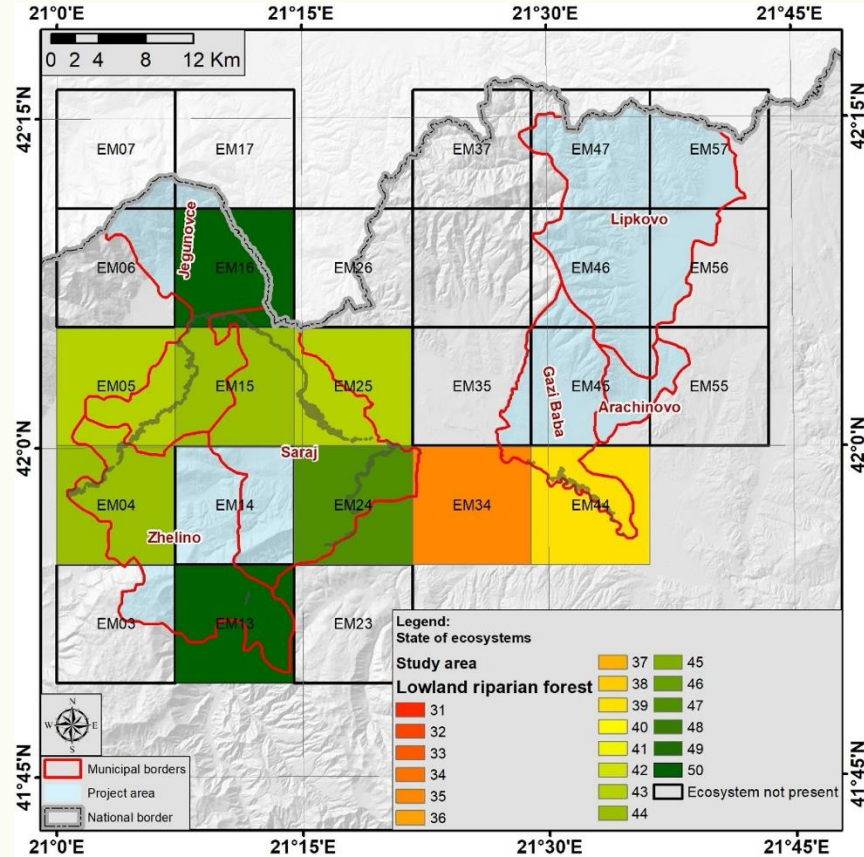 21°0'E 21°15'E 21°30'E 21°45'E
0 2 4 8 12 Km
42°15'N 42°15'N
EM07 EM17 EM37 EM47 EM57
Jegunovce
Lipkovo
EM06 EM16 EM26 EM46 EM56
EM05 EM15 EM25 EM35 EM45 EM55
Gazi Baba
Arachinovo
42°0'N 42°0'N
Saraj
EM04 EM14 EM24 EM34 EM44
Zhelino
EM03 EM13 EM23
Legend:
State of ecosystems
Study area
Lowland riparian forest
31
32
33
34
35
36
37
38
39
40
41
42
43
44
45
46
47
48
49
50
Ecosystem not present
N
W E
S
Municipal borders
Project area
National border
41°45'N 41°45'N
21°0'E 21°15'E 21°30'E 21°45'E